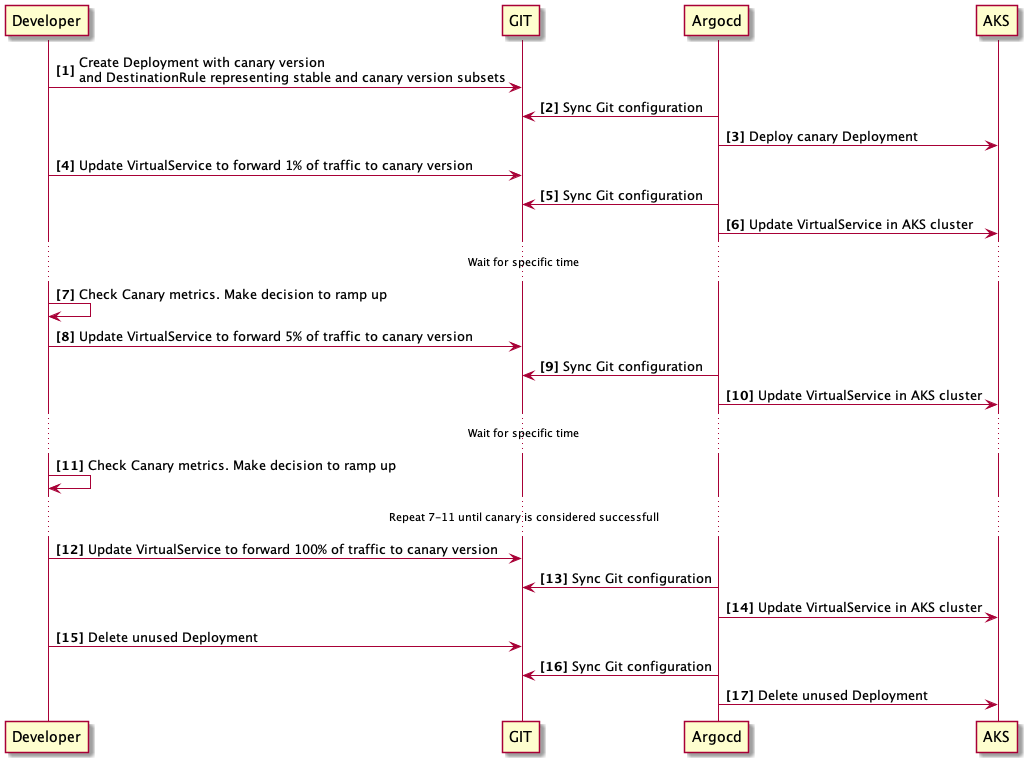 Developer
GIT
Argocd
AKS
[1] Create Deployment with canary version
and DestinationRule representing stable and canary version subsets
[2] Sync Git configuration
[3] Deploy canary Deployment
[4] Update VirtualService to forward 1% of traffic to canary version
[5] Sync Git configuration
[6] Update VirtualService in AKS cluster
Wait for specific time
[7] Check Canary metrics. Make decision to ramp up
[8] Update VirtualService to forward 5% of traffic to canary version
[9] Sync Git configuration
[10] Update VirtualService in AKS cluster
Wait for specific time
[11] Check Canary metrics. Make decision to ramp up
Repeat 7-11 until canary is considered successfull
[12] Update VirtualService to forward 100% of traffic to canary version
[13] Sync Git configuration
[14] Update VirtualService in AKS cluster
[15] Delete unused Deployment
[16] Sync Git configuration
[17] Delete unused Deployment
Developer
GIT
Argocd
AKS